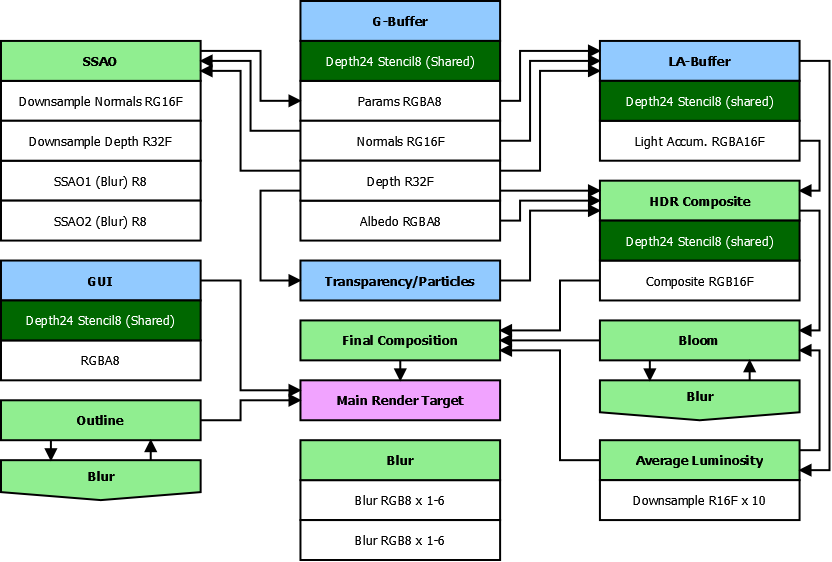 SSAO
Downsample Normals RG16F
Downsample Depth R32F
SSAO1 (Blur) R8
SSAO2 (Blur) R8
GUI
Depth24 Stencil8 (Shared)
RGBA8
Outline
Blur
G-Buffer
Depth24 Stencil8 (Shared)
Params RGBA8
Normals RG16F
Depth R32F
Albedo RGBA8
Transparency/Particles
Final Composition
Main Render Target
Blur
Blur RGB8 x 1-6
Blur RGB8 x 1-6
LA-Buffer
Depth24 Stencil8 (shared)
Light Accum. RGBA16F
HDR Composite
Depth24 Stencil8 (shared)
Composite RGB16F
Bloom
Blur
Average Luminosity
Downsample R16F x 10